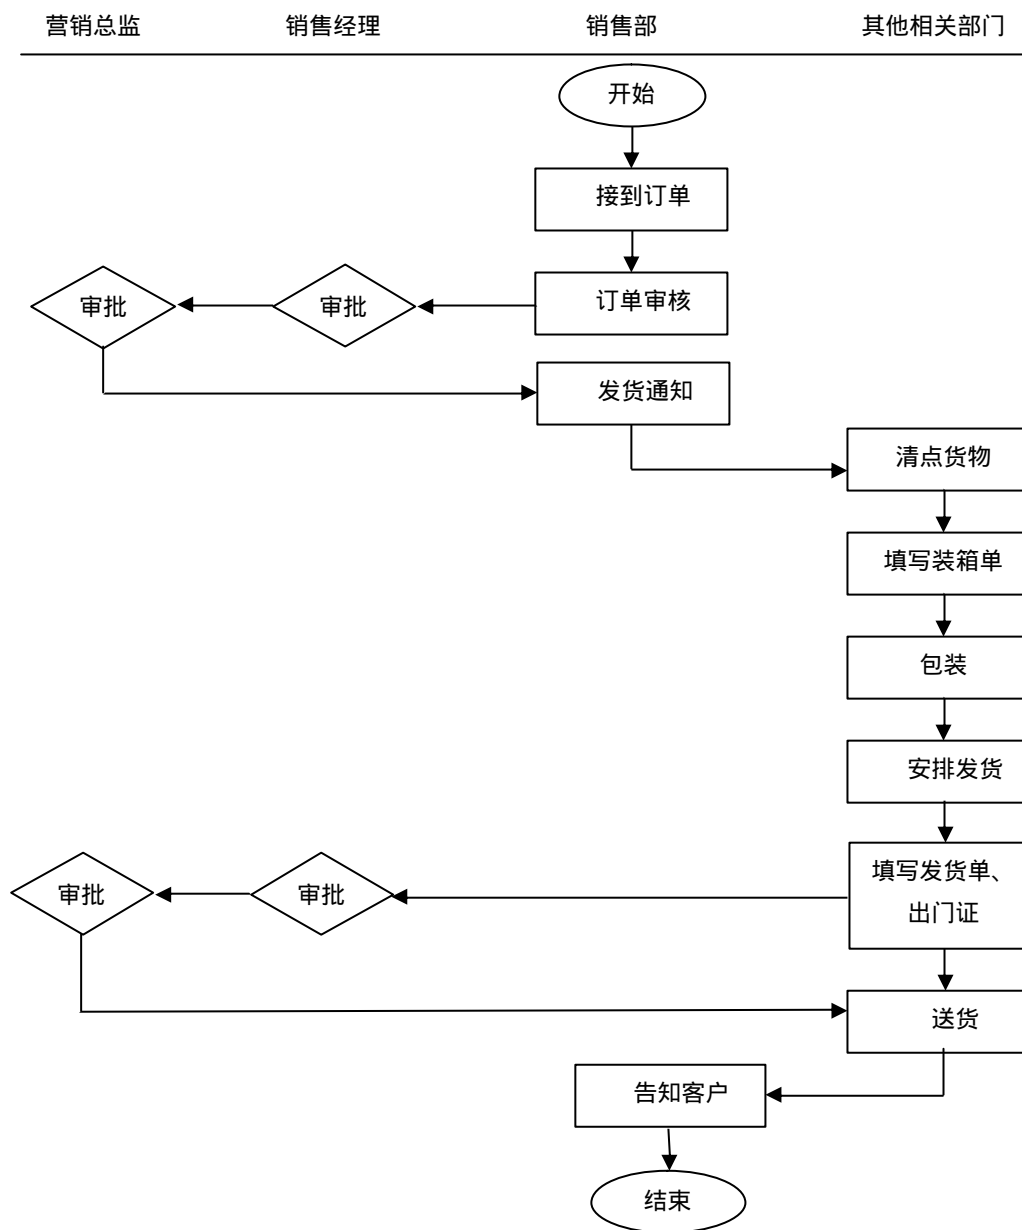 营销总监
销售经理
销售部
其他相关部门
开始
接到订单
订单审核
审批
审批
发货通知
清点货物
填写装箱单
包装
安排发货
填写发货单、
出门证
审批
审批
送货
告知客户
结束